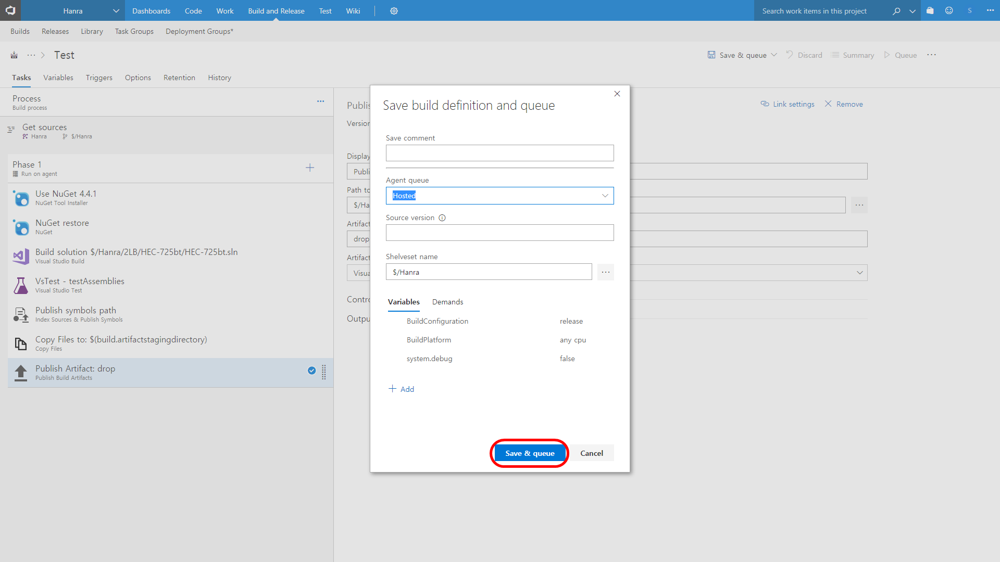 Hanra
Dashboards
Code
Work
Build and Release
Test
Wiki
Search work items in this project
S
Builds
Releases
Library
Task Groups
Deployment Groups*
Test
Save & queue
Discard
Summary
Queue
Tasks
Variables
Triggers
Options
Retention
History
Process
Build process
Get sources
Hanra
$/Hanra
Phase 1
Run on agent
Use NuGet 4.4.1
NuGet Tool Installer
NuGet restore
NuGet
Build solution $/Hanra/2LB/HEC-725bt/HEC-725bt.sln
Visual Studio Build
VsTest - testAssemblies
Visual Studio Test
Publish symbols path
Index Sources & Publish Symbols
Copy Files to: $(build.artifactstagingdirectory)
Copy Files
Publish Artifact: drop
Publish Build Artifacts
Link settings
Remove
Display
Path to
$/Ha
Artifact
drop
Artifact
Save build definition and queue
Save comment
Agent queue
Hosted
Source version
Shelveset name
$/Hanra
Variables
Demands
BuildConfiguration
release
BuildPlatform
any cpu
system.debug
false
Add
Save & queue
Cancel